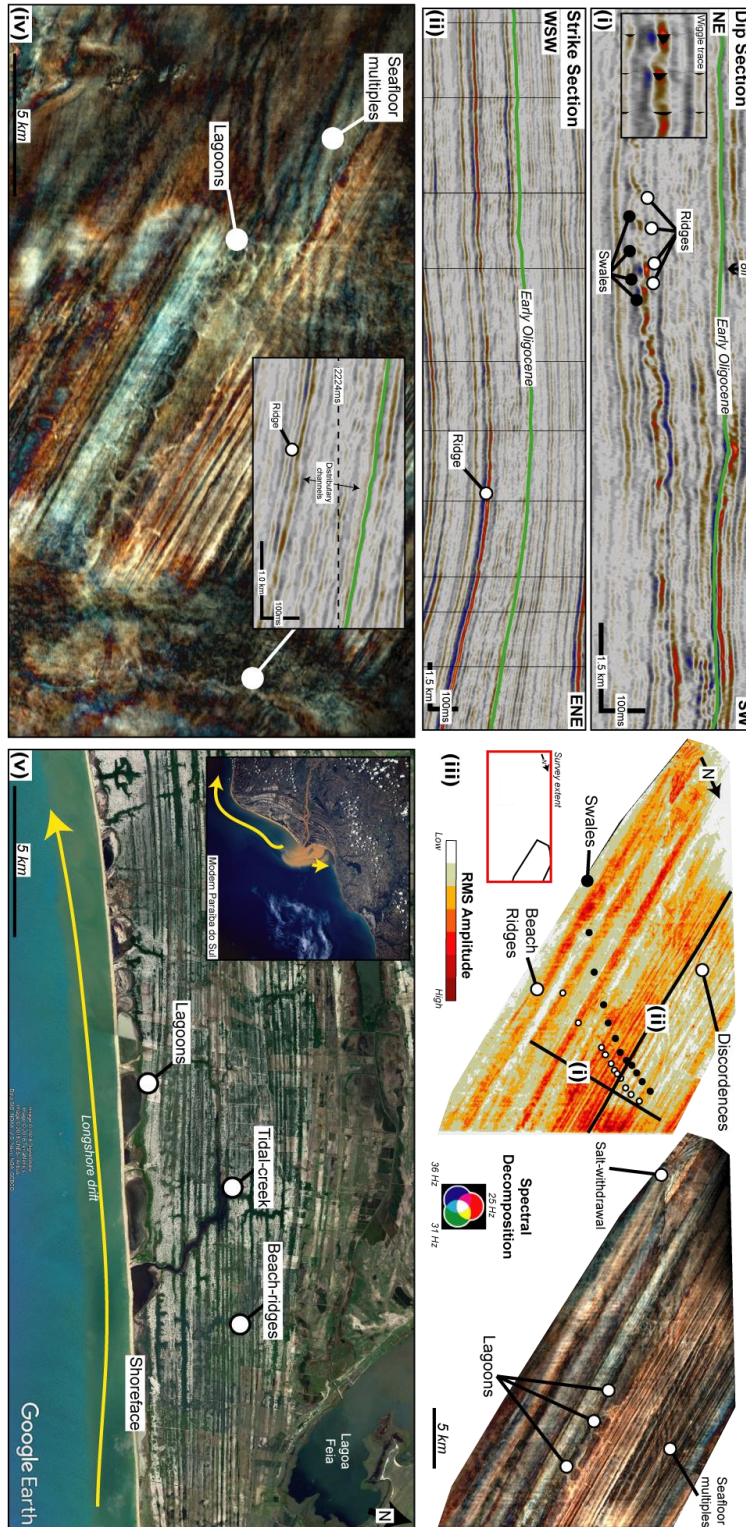 Dip Section
(i)
NE
SW
Wiggle trace
Ridges
Swales
Early Oligocene
1.5 km
100ms
(ii)
Strike Section
WSW
ENE
Early Oligocene
Ridge
1.5 km
100ms
(iii)
N
Survey extent
Low
RMS Amplitude
High
Swales
Beach
Ridges
Discordences
(i)
(ii)
Salt-withdrawal
Spectral
Decomposition
25 Hz
36 Hz
31 Hz
Lagoons
Seafloor
multiples
5 km
(iv)
5 km
Seafloor
multiples
Lagoons
2224ms
Ridge
Distributary
channels
1.0 km
100ms
(v)
5 km
Modern Paraiba do Sul
Lagoons
Tidal-creek
Beach-ridges
Longshore drift
Shoreface
Lagoa
Feia
N
Google Earth